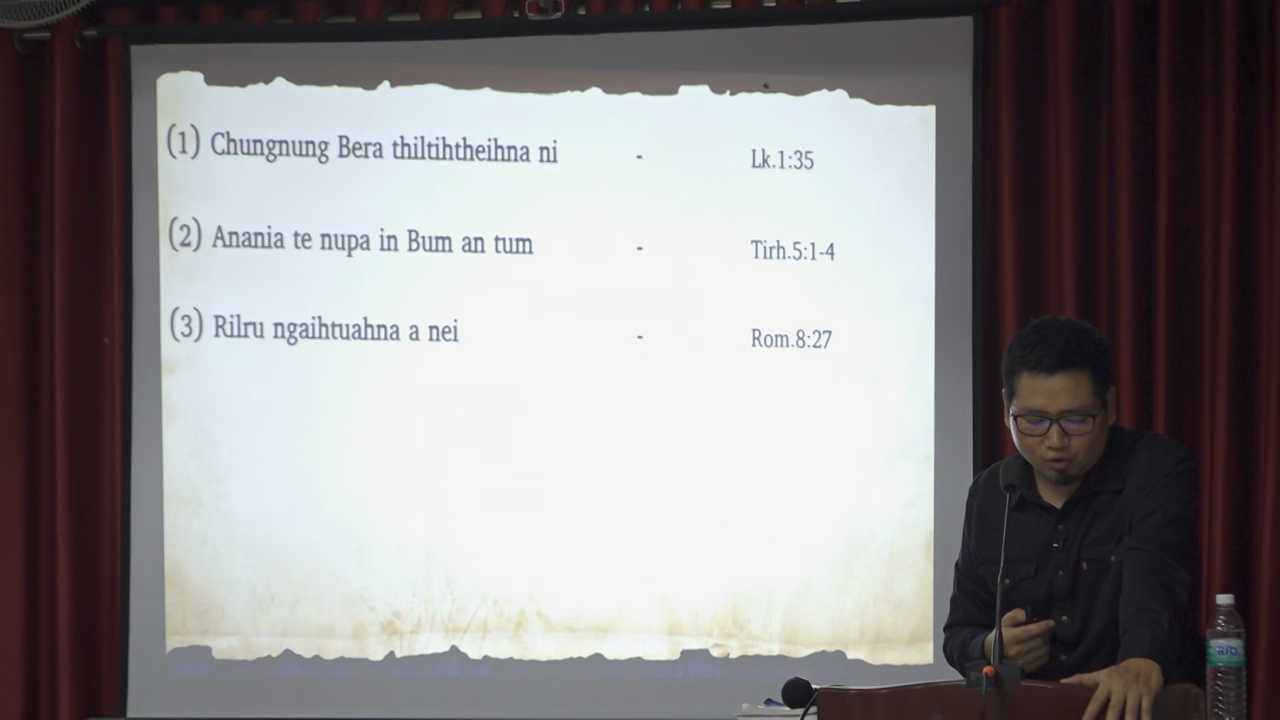 (1) Chungnung Bera thiltihtheihna ni - Lk.1:35
(2) Anania te nupa in Bum an tum - Tirh.5:1-4
(3) Rilru ngaihtuahna a nei - Rom.8:27